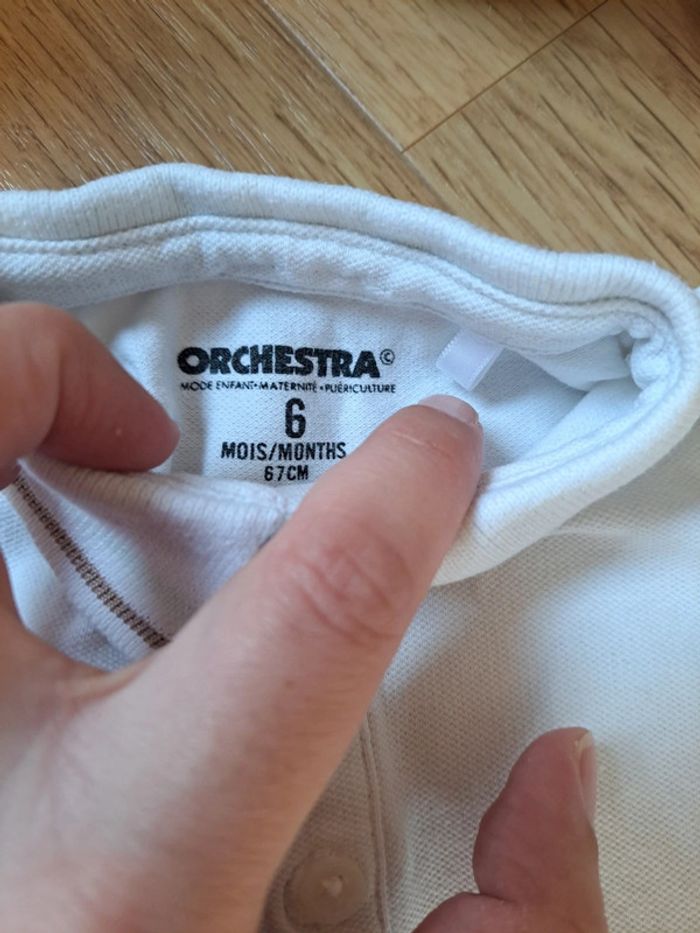 ORCHESTRA©
MODE ENFANT•MATERNITÉ•PUÉRICULTURE
6
MOIS/MONTHS
67CM